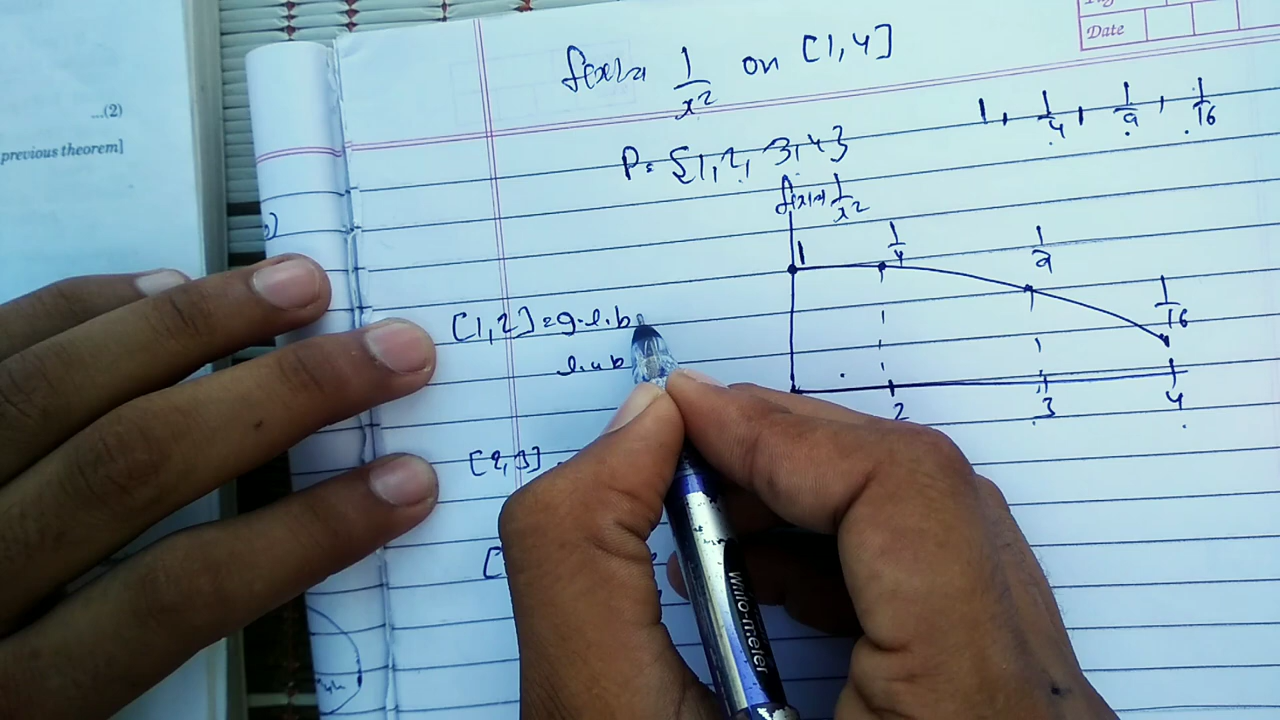 ...(2)
previous theorem]
Date
f(x)= 1/x² on [1,4]
1, 1/4, 1/9, 1/16
P= {1, 2, 3, 4}
f(x)= 1/x²
1 1/4 1/9 1/16
[1,2] = g.l.b
l.u.b
2 3 4
[2,3] =
[